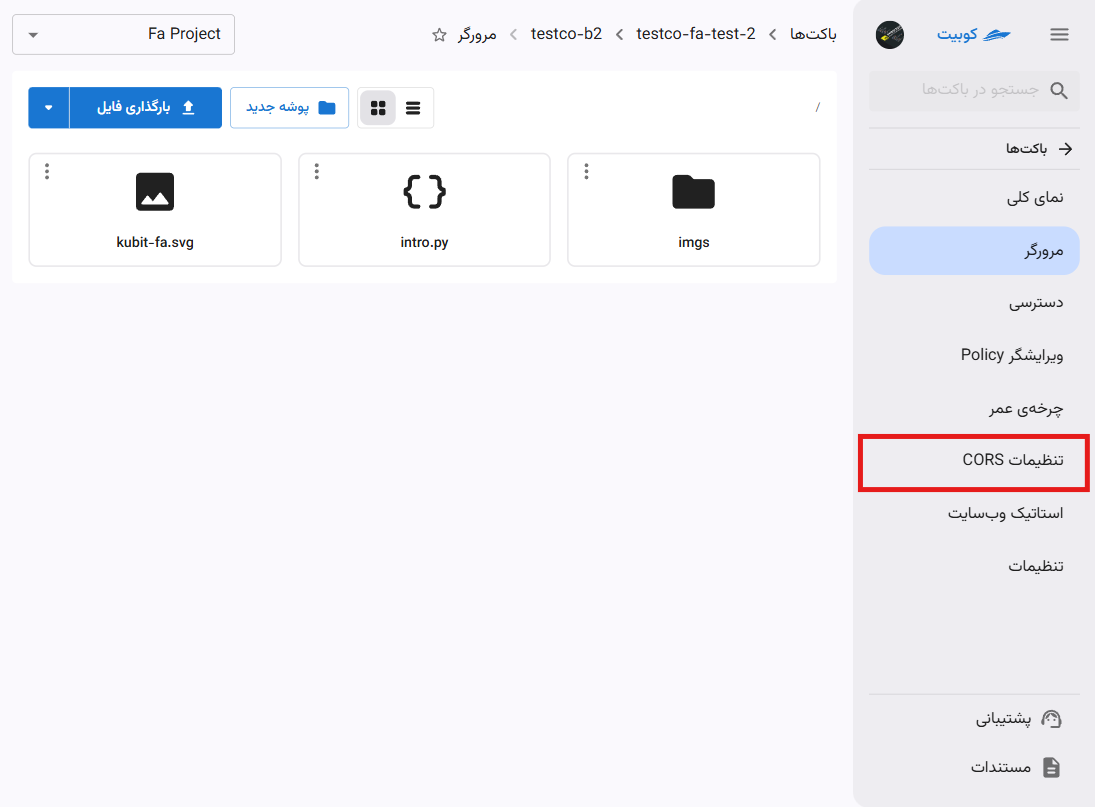 کوبیت
جستجو در باکت‌ها
باکت‌ها
نمای کلی
مرورگر
دسترسی
ویرایشگر Policy
چرخه‌ی عمر
تنظیمات CORS
استاتیک وب‌سایت
تنظیمات
پشتیبانی
مستندات
باکت‌ها
testco-fa-test-2
testco-b2
مرورگر
Fa Project
/
پوشه جدید
بارگذاری فایل
imgs
intro.py
kubit-fa.svg